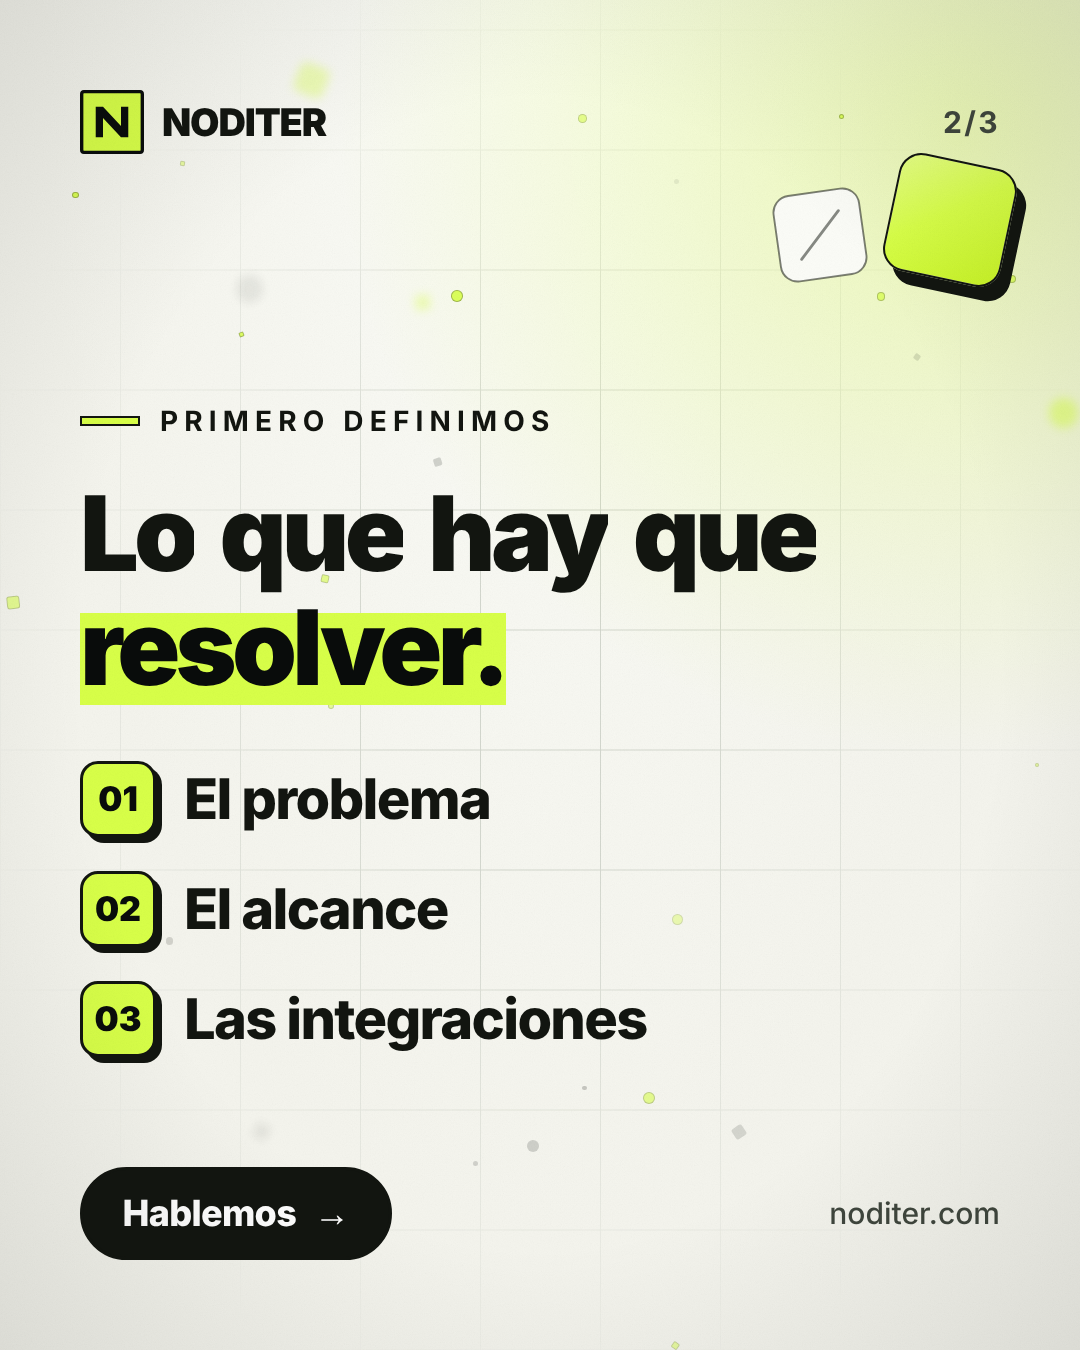 N NODITER
2/3
PRIMERO DEFINIMOS
Lo que hay que
resolver.
01 El problema
02 El alcance
03 Las integraciones
Hablemos →
noditer.com